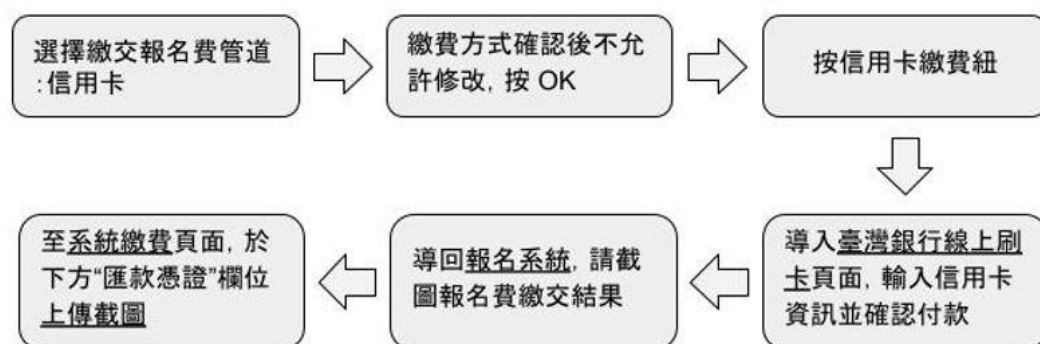 選擇繳交報名費管道
:信用卡
繳費方式確認後不允
許修改, 按 OK
按信用卡繳費紐
導入臺灣銀行線上刷
卡頁面, 輸入信用卡
資訊並確認付款
導回報名系統, 請截
圖報名費繳交結果
至系統繳費頁面, 於
下方“匯款憑證”欄位
上傳截圖